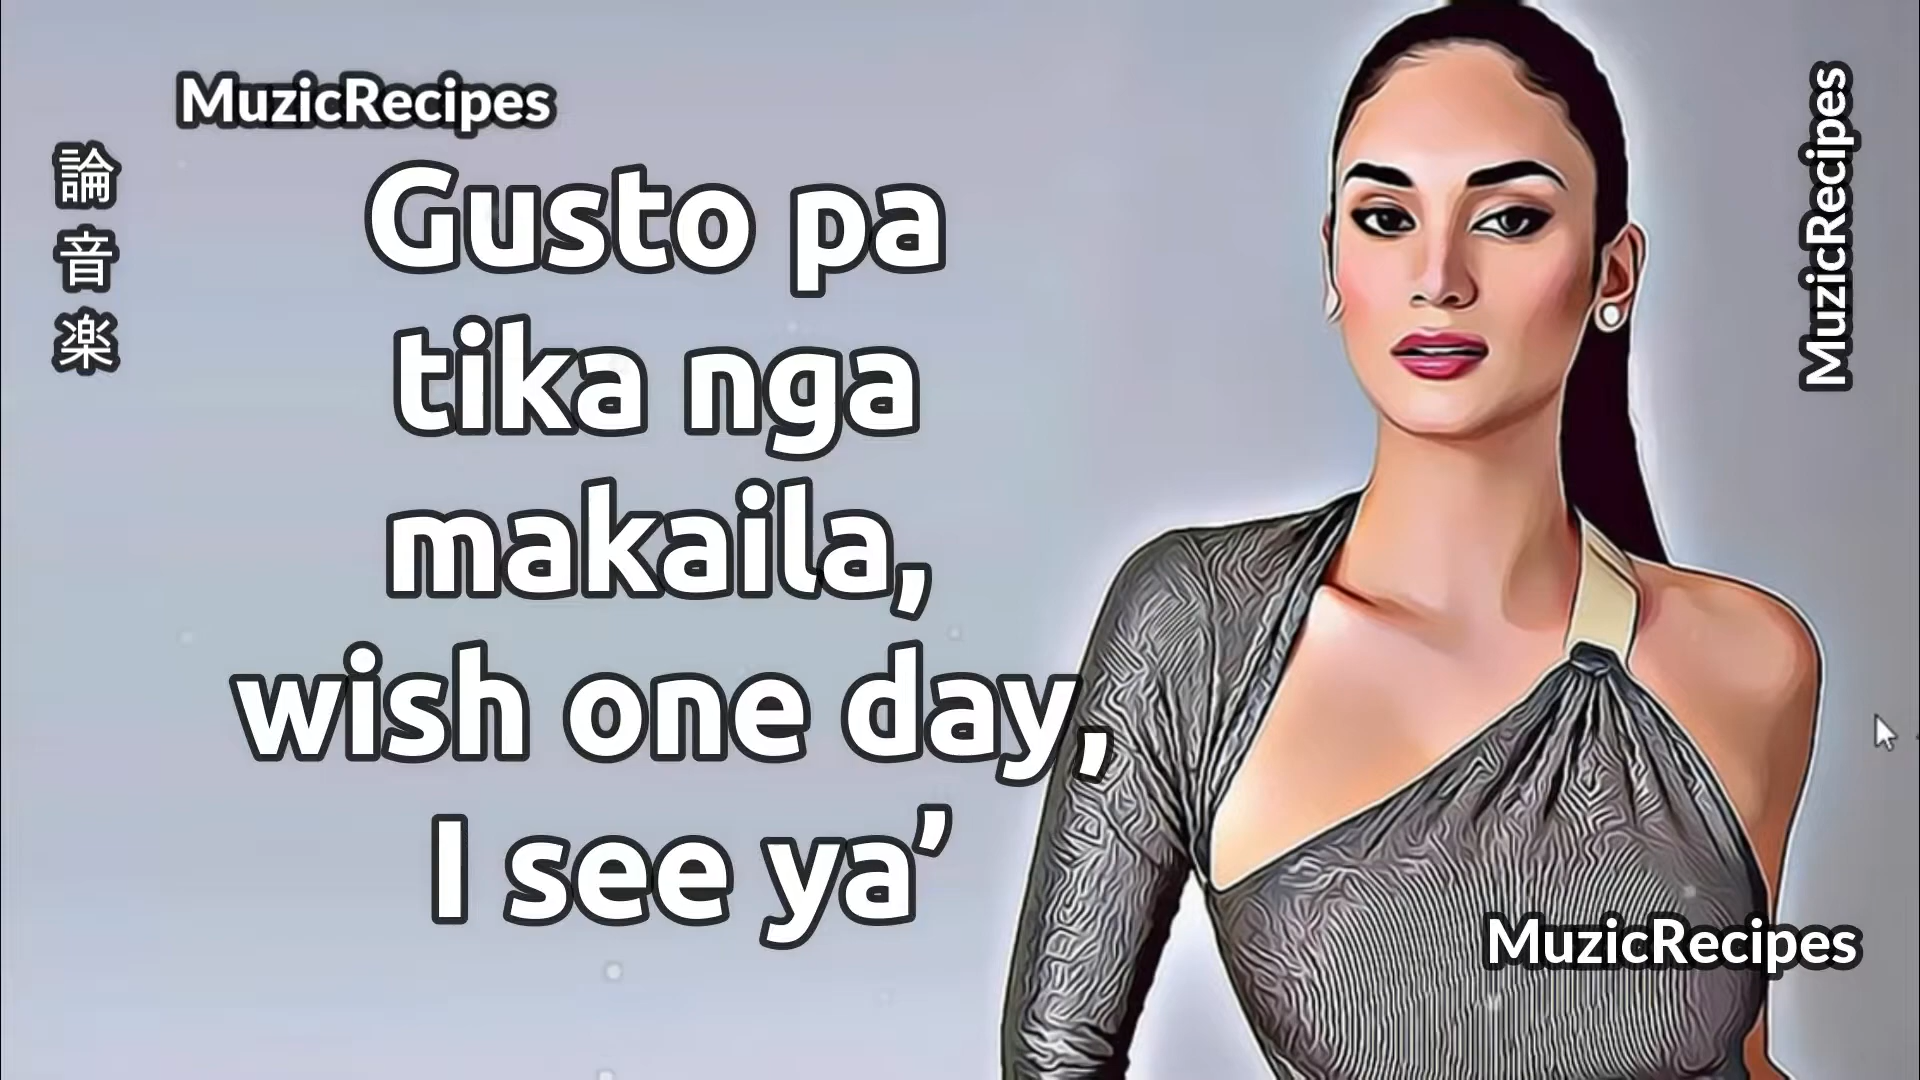 MuzicRecipes
論音楽
Gusto pa
tika nga
makaila,
wish one day,
I see ya’
MuzicRecipes
MuzicRecipes